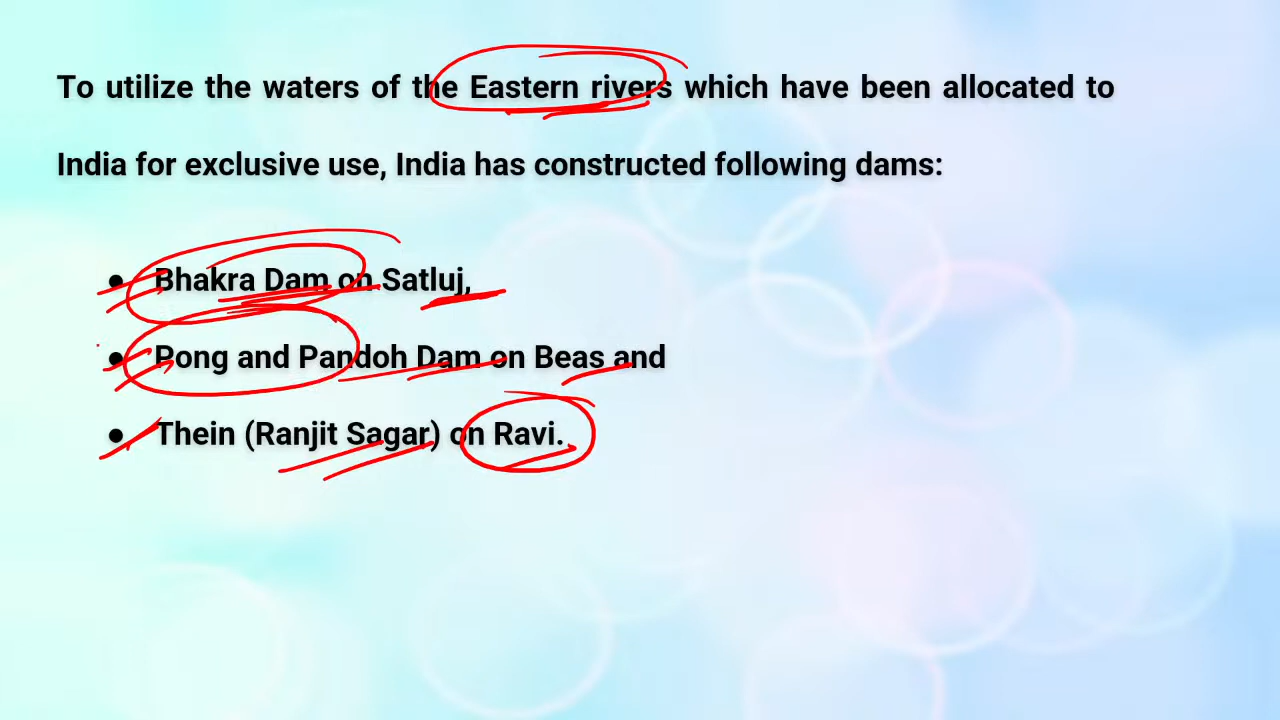 To utilize the waters of the Eastern rivers which have been allocated to
India for exclusive use, India has constructed following dams:
● Bhakra Dam on Satluj,
● Pong and Pandoh Dam on Beas and
● Thein (Ranjit Sagar) on Ravi.